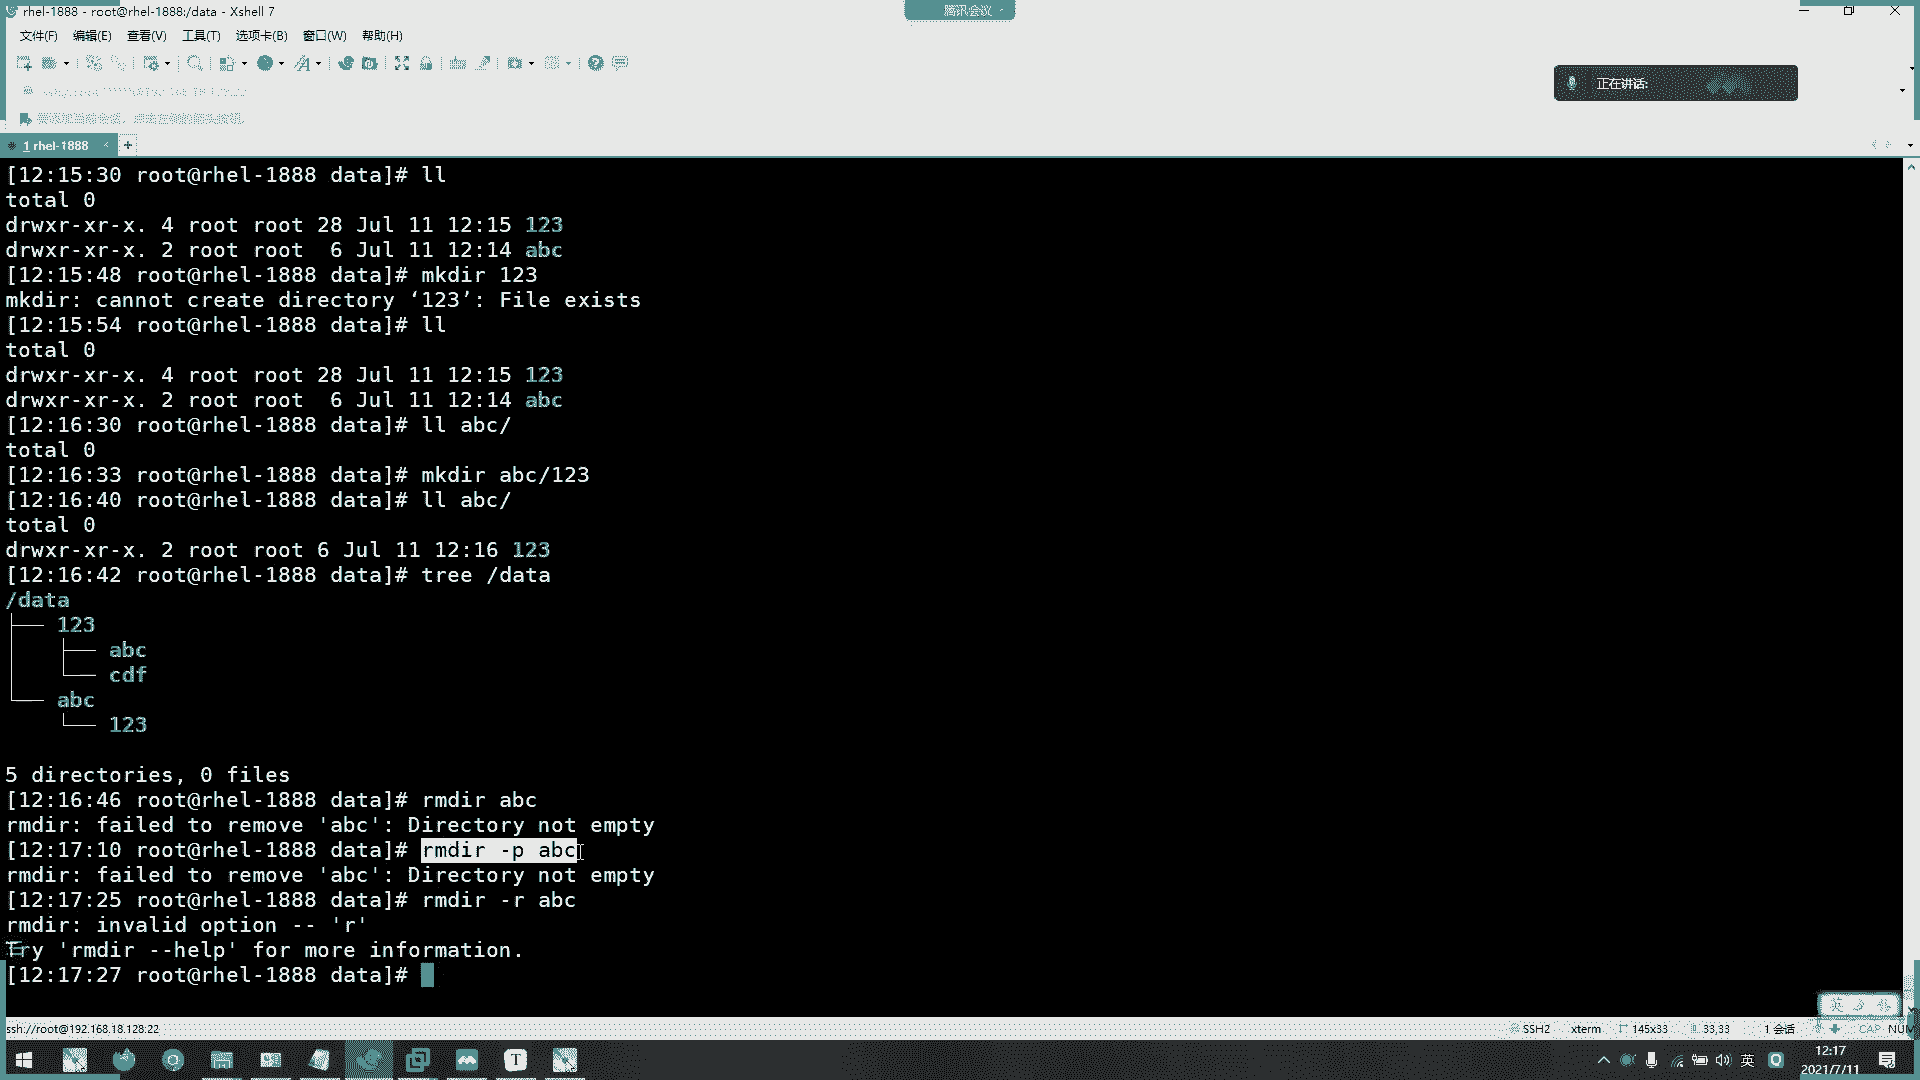 rhel-1888 - root@rhel-1888:/data - Xshell 7
腾讯会议
文件(F) 编辑(E) 查看(V) 工具(T) 选项卡(B) 窗口(W) 帮助(H)
正在讲话:
1 rhel-1888
[12:15:30 root@rhel-1888 data]# ll
total 0
drwxr-xr-x. 4 root root 28 Jul 11 12:15 123
drwxr-xr-x. 2 root root  6 Jul 11 12:14 abc
[12:15:48 root@rhel-1888 data]# mkdir 123
mkdir: cannot create directory ‘123’: File exists
[12:15:54 root@rhel-1888 data]# ll
total 0
drwxr-xr-x. 4 root root 28 Jul 11 12:15 123
drwxr-xr-x. 2 root root  6 Jul 11 12:14 abc
[12:16:30 root@rhel-1888 data]# ll abc/
total 0
[12:16:33 root@rhel-1888 data]# mkdir abc/123
[12:16:40 root@rhel-1888 data]# ll abc/
total 0
drwxr-xr-x. 2 root root 6 Jul 11 12:16 123
[12:16:42 root@rhel-1888 data]# tree /data
/data
├── 123
│   ├── abc
│   └── cdf
└── abc
    └── 123
5 directories, 0 files
[12:16:46 root@rhel-1888 data]# rmdir abc
rmdir: failed to remove 'abc': Directory not empty
[12:17:10 root@rhel-1888 data]# rmdir -p abc
rmdir: failed to remove 'abc': Directory not empty
[12:17:25 root@rhel-1888 data]# rmdir -r abc
rmdir: invalid option -- 'r'
Try 'rmdir --help' for more information.
[12:17:27 root@rhel-1888 data]#
英
ssh://root@192.168.18.128:22 SSH2 xterm 145x33 33,33 1 会话 CAP NUM
英 12:17
2021/7/11